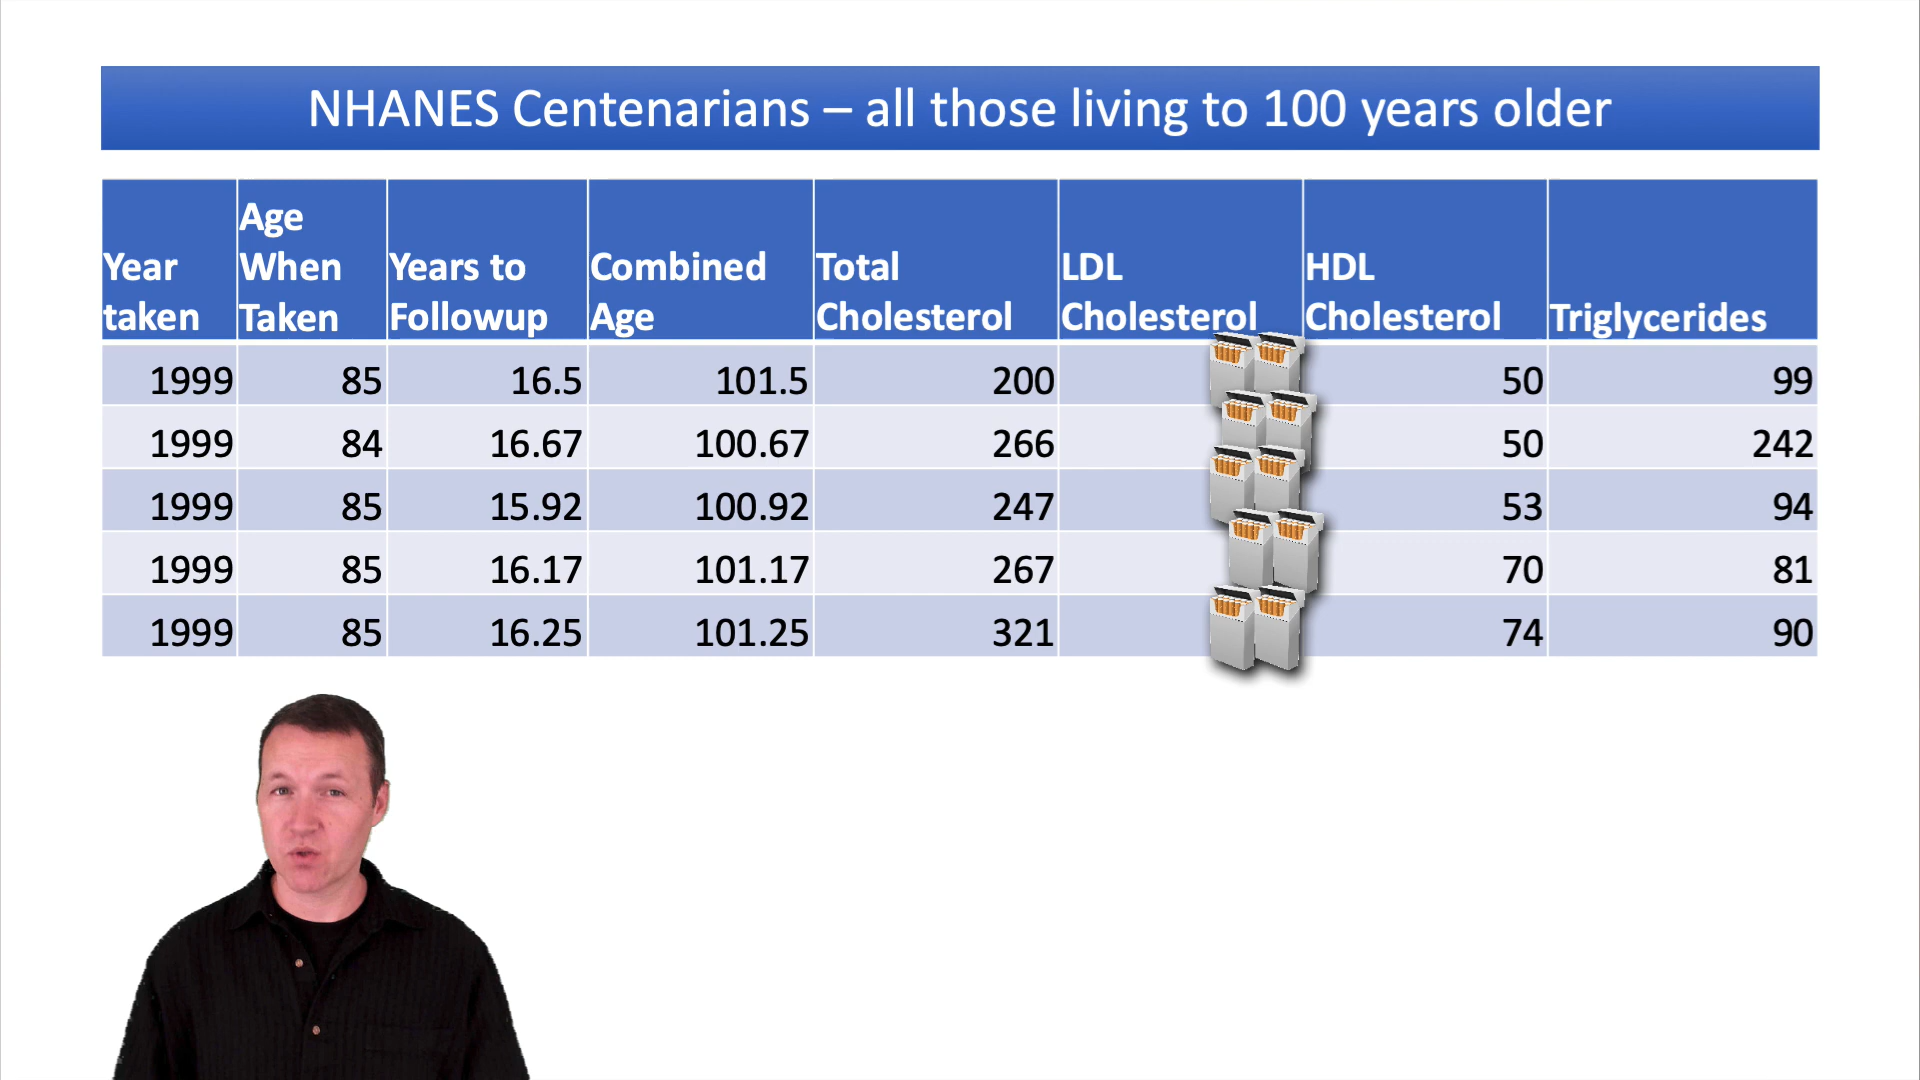 NHANES Centenarians – all those living to 100 years older
Year taken Age When Taken Years to Followup Combined Age Total Cholesterol LDL Cholesterol HDL Cholesterol Triglycerides
1999 85 16.5 101.5 200 50 99
1999 84 16.67 100.67 266 50 242
1999 85 15.92 100.92 247 53 94
1999 85 16.17 101.17 267 70 81
1999 85 16.25 101.25 321 74 90